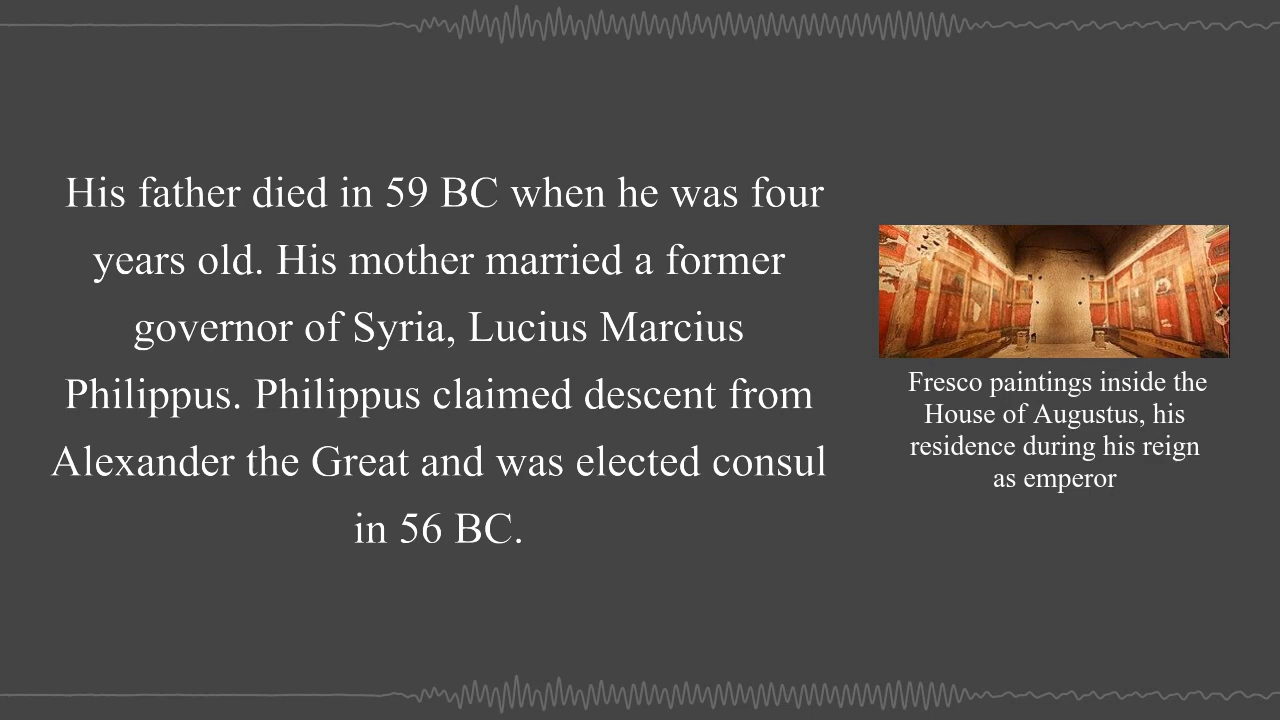 His father died in 59 BC when he was four
years old. His mother married a former
governor of Syria, Lucius Marcius
Philippus. Philippus claimed descent from
Alexander the Great and was elected consul
in 56 BC.
Fresco paintings inside the
House of Augustus, his
residence during his reign
as emperor